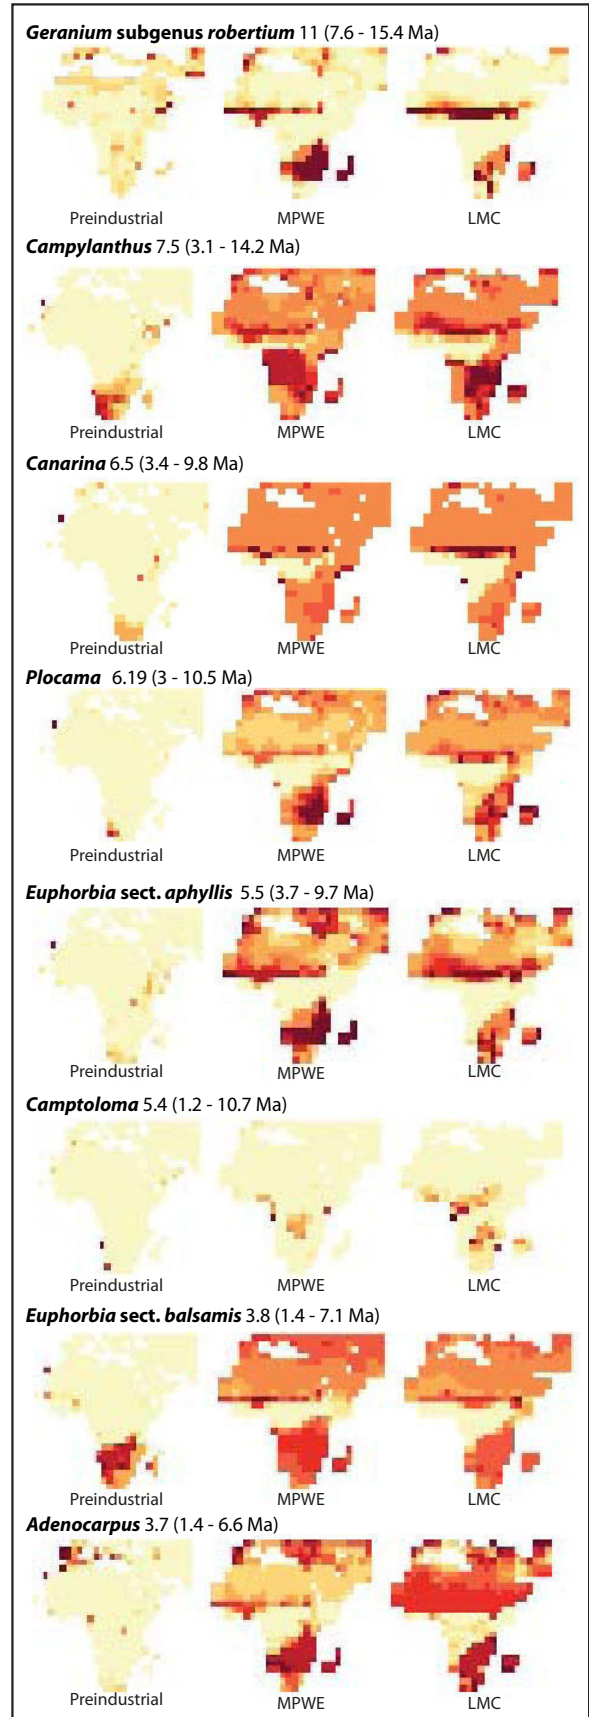 Geranium subgenus robertium 11 (7.6 - 15.4 Ma)
Preindustrial MPWE LMC
Campylanthus 7.5 (3.1 - 14.2 Ma)
Preindustrial MPWE LMC
Canarina 6.5 (3.4 - 9.8 Ma)
Preindustrial MPWE LMC
Plocama 6.19 (3 - 10.5 Ma)
Preindustrial MPWE LMC
Euphorbia sect. aphyllis 5.5 (3.7 - 9.7 Ma)
Preindustrial MPWE LMC
Camptoloma 5.4 (1.2 - 10.7 Ma)
Preindustrial MPWE LMC
Euphorbia sect. balsamis 3.8 (1.4 - 7.1 Ma)
Preindustrial MPWE LMC
Adenocarpus 3.7 (1.4 - 6.6 Ma)
Preindustrial MPWE LMC